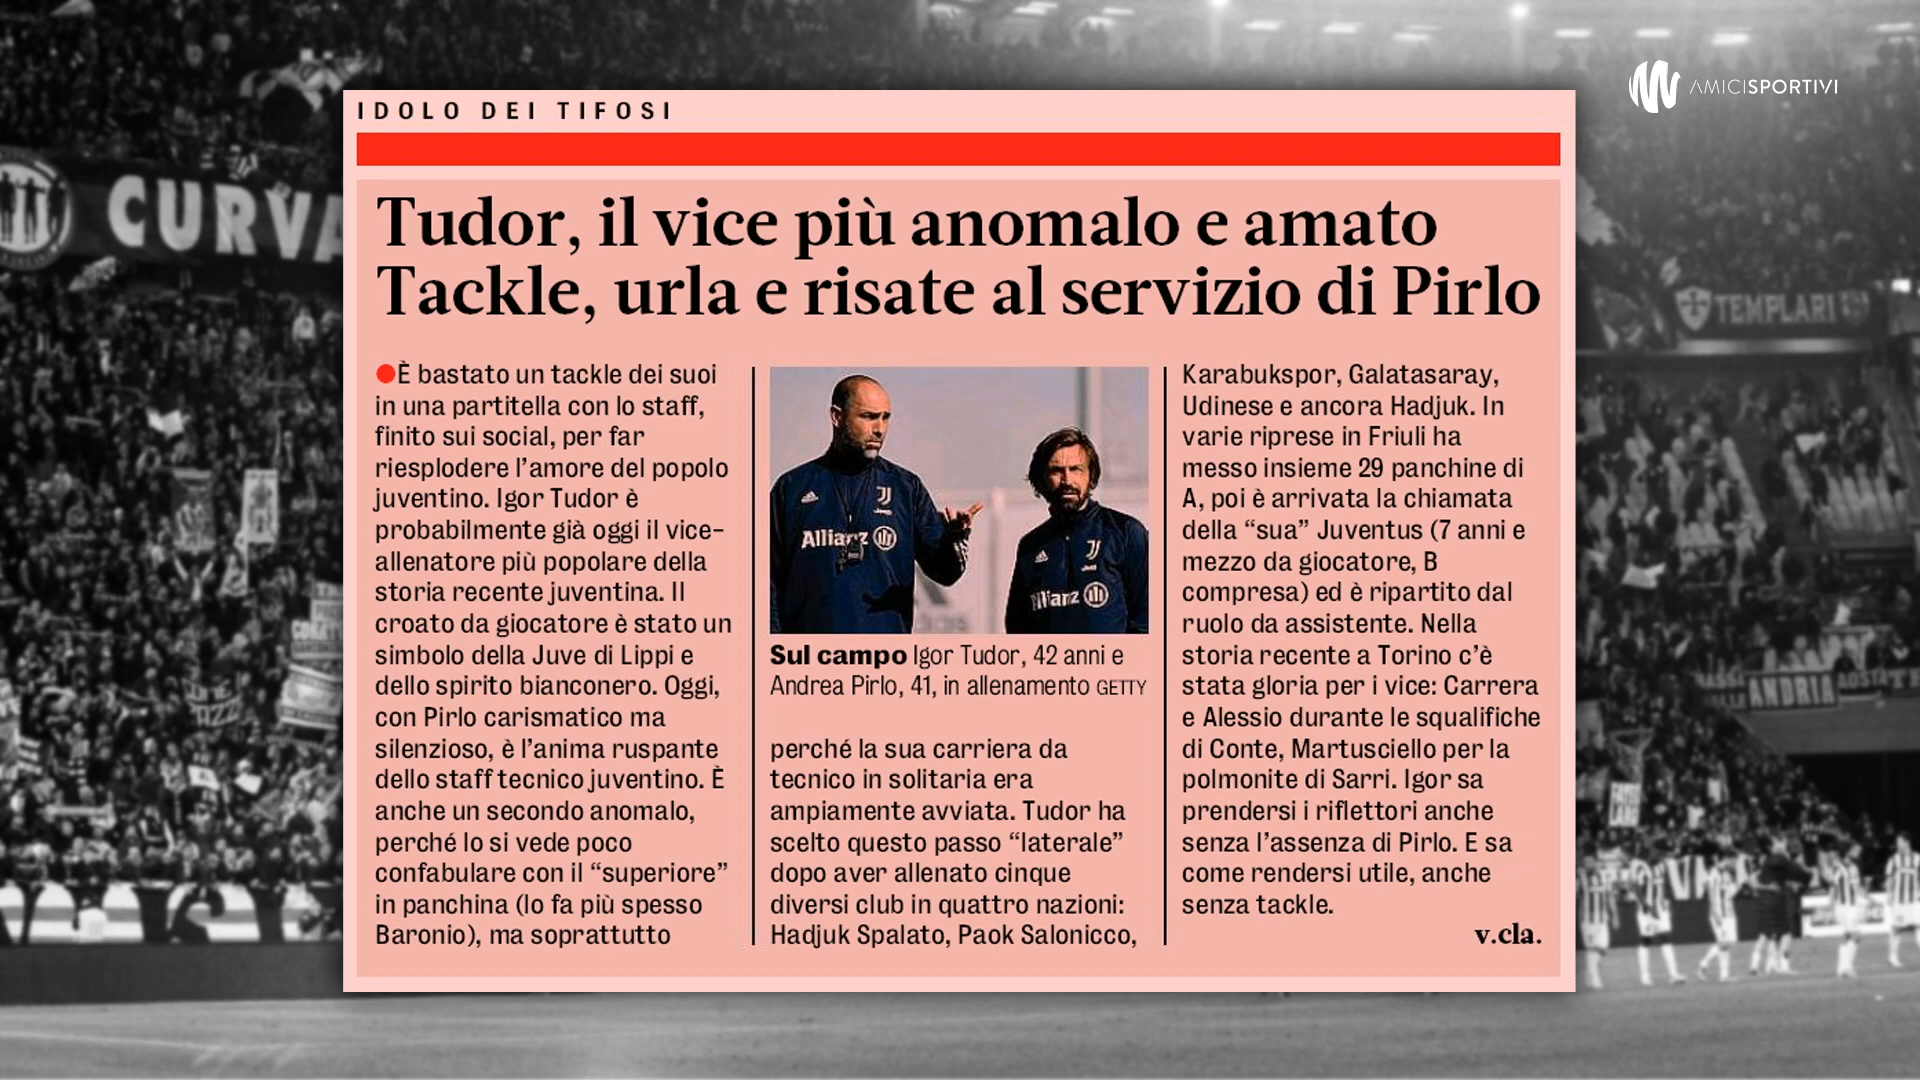 AMICISPORTIVI
IDOLO DEI TIFOSI
CURVA
TEMPLARI
ANDRIA
Tudor, il vice più anomalo e amato
Tackle, urla e risate al servizio di Pirlo
È bastato un tackle dei suoi
in una partitella con lo staff,
finito sui social, per far
riesplodere l'amore del popolo
juventino. Igor Tudor è
probabilmente già oggi il vice-
allenatore più popolare della
storia recente juventina. Il
croato da giocatore è stato un
simbolo della Juve di Lippi e
dello spirito bianconero. Oggi,
con Pirlo carismatico ma
silenzioso, è l'anima ruspante
dello staff tecnico juventino. È
anche un secondo anomalo,
perché lo si vede poco
confabulare con il “superiore”
in panchina (lo fa più spesso
Baronio), ma soprattutto
Allianz
Allianz
Sul campo Igor Tudor, 42 anni e
Andrea Pirlo, 41, in allenamento GETTY
perché la sua carriera da
tecnico in solitaria era
ampiamente avviata. Tudor ha
scelto questo passo “laterale”
dopo aver allenato cinque
diversi club in quattro nazioni:
Hadjuk Spalato, Paok Salonicco,
Karabukspor, Galatasaray,
Udinese e ancora Hadjuk. In
varie riprese in Friuli ha
messo insieme 29 panchine di
A, poi è arrivata la chiamata
della “sua” Juventus (7 anni e
mezzo da giocatore, B
compresa) ed è ripartito dal
ruolo da assistente. Nella
storia recente a Torino c'è
stata gloria per i vice: Carrera
e Alessio durante le squalifiche
di Conte, Martusciello per la
polmonite di Sarri. Igor sa
prendersi i riflettori anche
senza l'assenza di Pirlo. E sa
come rendersi utile, anche
senza tackle.
v.cla.